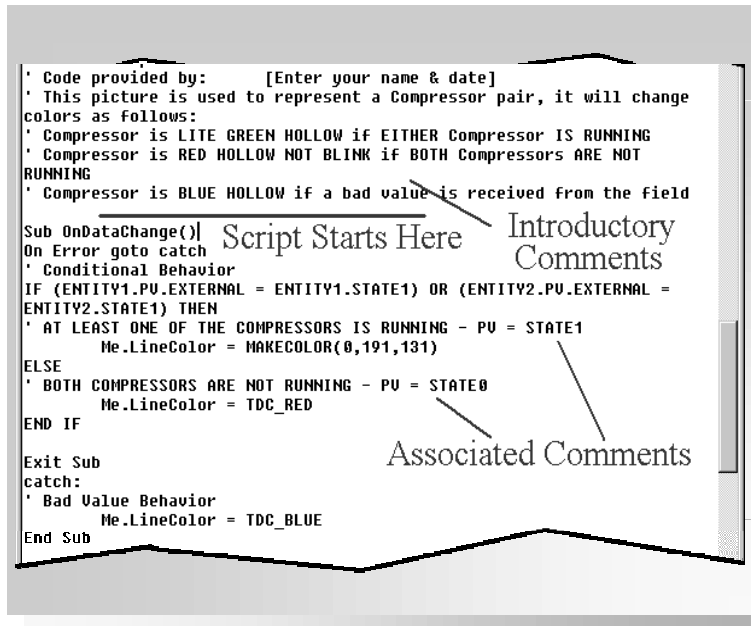 ' Code provided by: [Enter your name & date]
' This picture is used to represent a Compressor pair, it will change
colors as follows:
' Compressor is LITE GREEN HOLLOW if EITHER Compressor IS RUNNING
' Compressor is RED HOLLOW NOT BLINK if BOTH Compressors ARE NOT
RUNNING
' Compressor is BLUE HOLLOW if a bad value is received from the field
Sub OnDataChange()
Script Starts Here
Introductory
Comments
On Error goto catch
' Conditional Behavior
IF (ENTITY1.PV.EXTERNAL = ENTITY1.STATE1) OR (ENTITY2.PV.EXTERNAL =
ENTITY2.STATE1) THEN
' AT LEAST ONE OF THE COMPRESSORS IS RUNNING - PV = STATE1
Me.LineColor = MAKECOLOR(0,191,131)
ELSE
' BOTH COMPRESSORS ARE NOT RUNNING - PV = STATE0
Me.LineColor = TDC_RED
END IF
Associated Comments
Exit Sub
catch:
' Bad Value Behavior
Me.LineColor = TDC_BLUE
End Sub